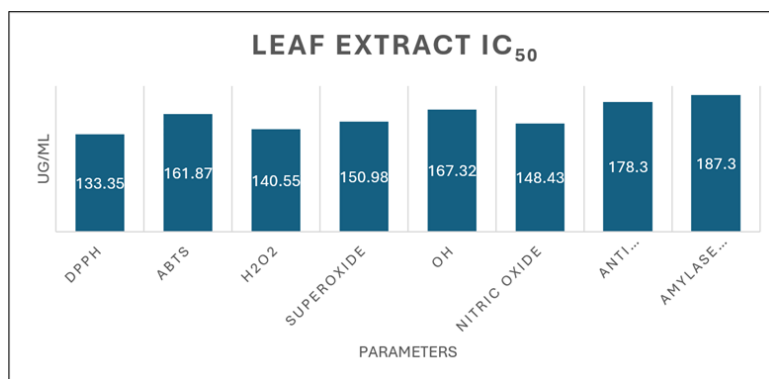 LEAF EXTRACT IC50
UG/ML
133.35
161.87
140.55
150.98
167.32
148.43
178.3
187.3
DPPH
ABTS
H2O2
SUPEROXIDE
OH
NITRIC OXIDE
ANTI...
AMYLASE...
PARAMETERS